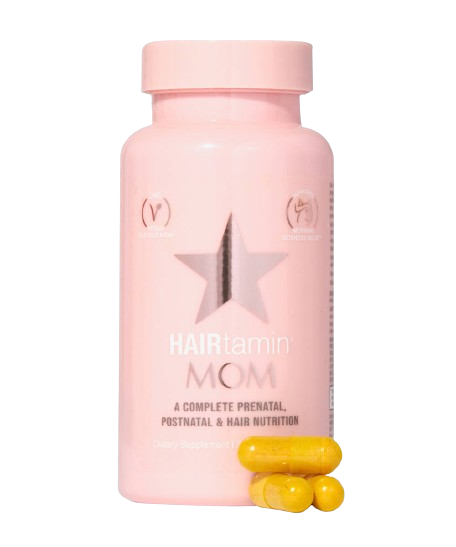 HAIRtamin
MOM
A COMPLETE PRENATAL,
POSTNATAL & HAIR NUTRITION
Dietary Supplement